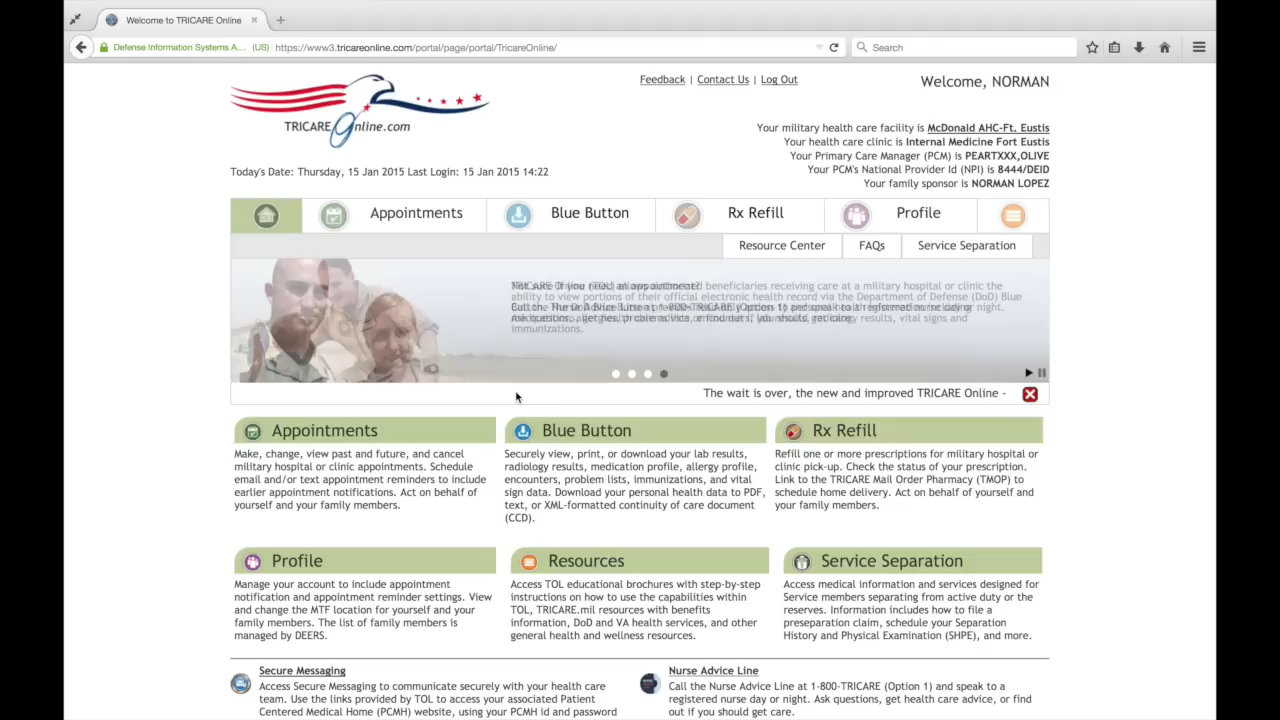 Welcome to TRICARE Online
Defense Information Systems A... (US) https://www3.tricareonline.com/portal/page/portal/TricareOnline/
Search
Feedback | Contact Us | Log Out
Welcome, NORMAN
TRICARE Online.com
Your military health care facility is McDonald AHC-Ft. Eustis
Your health care clinic is Internal Medicine Fort Eustis
Your Primary Care Manager (PCM) is PEARTXXX,OLIVE
Your PCM's National Provider Id (NPI) is 8444/DEID
Your family sponsor is NORMAN LOPEZ
Today's Date: Thursday, 15 Jan 2015 Last Login: 15 Jan 2015 14:22
Appointments
Blue Button
Rx Refill
Profile
Resource Center
FAQs
Service Separation
The wait is over, the new and improved TRICARE Online -
Appointments
Make, change, view past and future, and cancel
military hospital or clinic appointments. Schedule
email and/or text appointment reminders to include
earlier appointment notifications. Act on behalf of
yourself and your family members.
Blue Button
Securely view, print, or download your lab results,
radiology results, medication profile, allergy profile,
encounters, problem lists, immunizations, and vital
sign data. Download your personal health data to PDF,
text, or XML-formatted continuity of care document
(CCD).
Rx Refill
Refill one or more prescriptions for military hospital or
clinic pick-up. Check the status of your prescription.
Link to the TRICARE Mail Order Pharmacy (TMOP) to
schedule home delivery. Act on behalf of yourself and
your family members.
Profile
Manage your account to include appointment
notification and appointment reminder settings. View
and change the MTF location for yourself and your
family members. The list of family members is
managed by DEERS.
Resources
Access TOL educational brochures with step-by-step
instructions on how to use the capabilities within
TOL, TRICARE.mil resources with benefits
information, DoD and VA health services, and other
general health and wellness resources.
Service Separation
Access medical information and services designed for
Service members separating from active duty or the
reserves. Information includes how to file a
preseparation claim, schedule your Separation
History and Physical Examination (SHPE), and more.
Secure Messaging
Access Secure Messaging to communicate securely with your health care
team. Use the links provided by TOL to access your associated Patient
Centered Medical Home (PCMH) website, using your PCMH id and password
Nurse Advice Line
Call the Nurse Advice Line at 1-800-TRICARE (Option 1) and speak to a
registered nurse day or night. Ask questions, get health care advice, or find
out if you should get care.